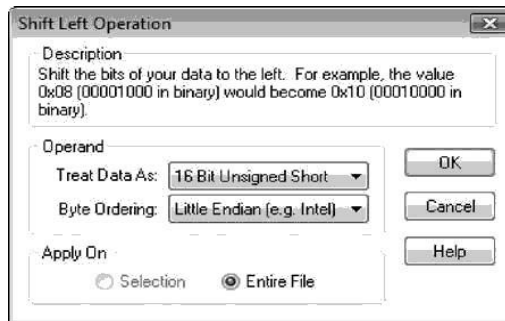 Shift Left Operation
Description
Shift the bits of your data to the left. For example, the value
0x08 (00001000 in binary) would become 0x10 (00010000 in
binary).
Operand
Treat Data As: 16 Bit Unsigned Short
OK
Byte Ordering: Little Endian (e.g. Intel)
Cancel
Apply On
Help
Selection Entire File